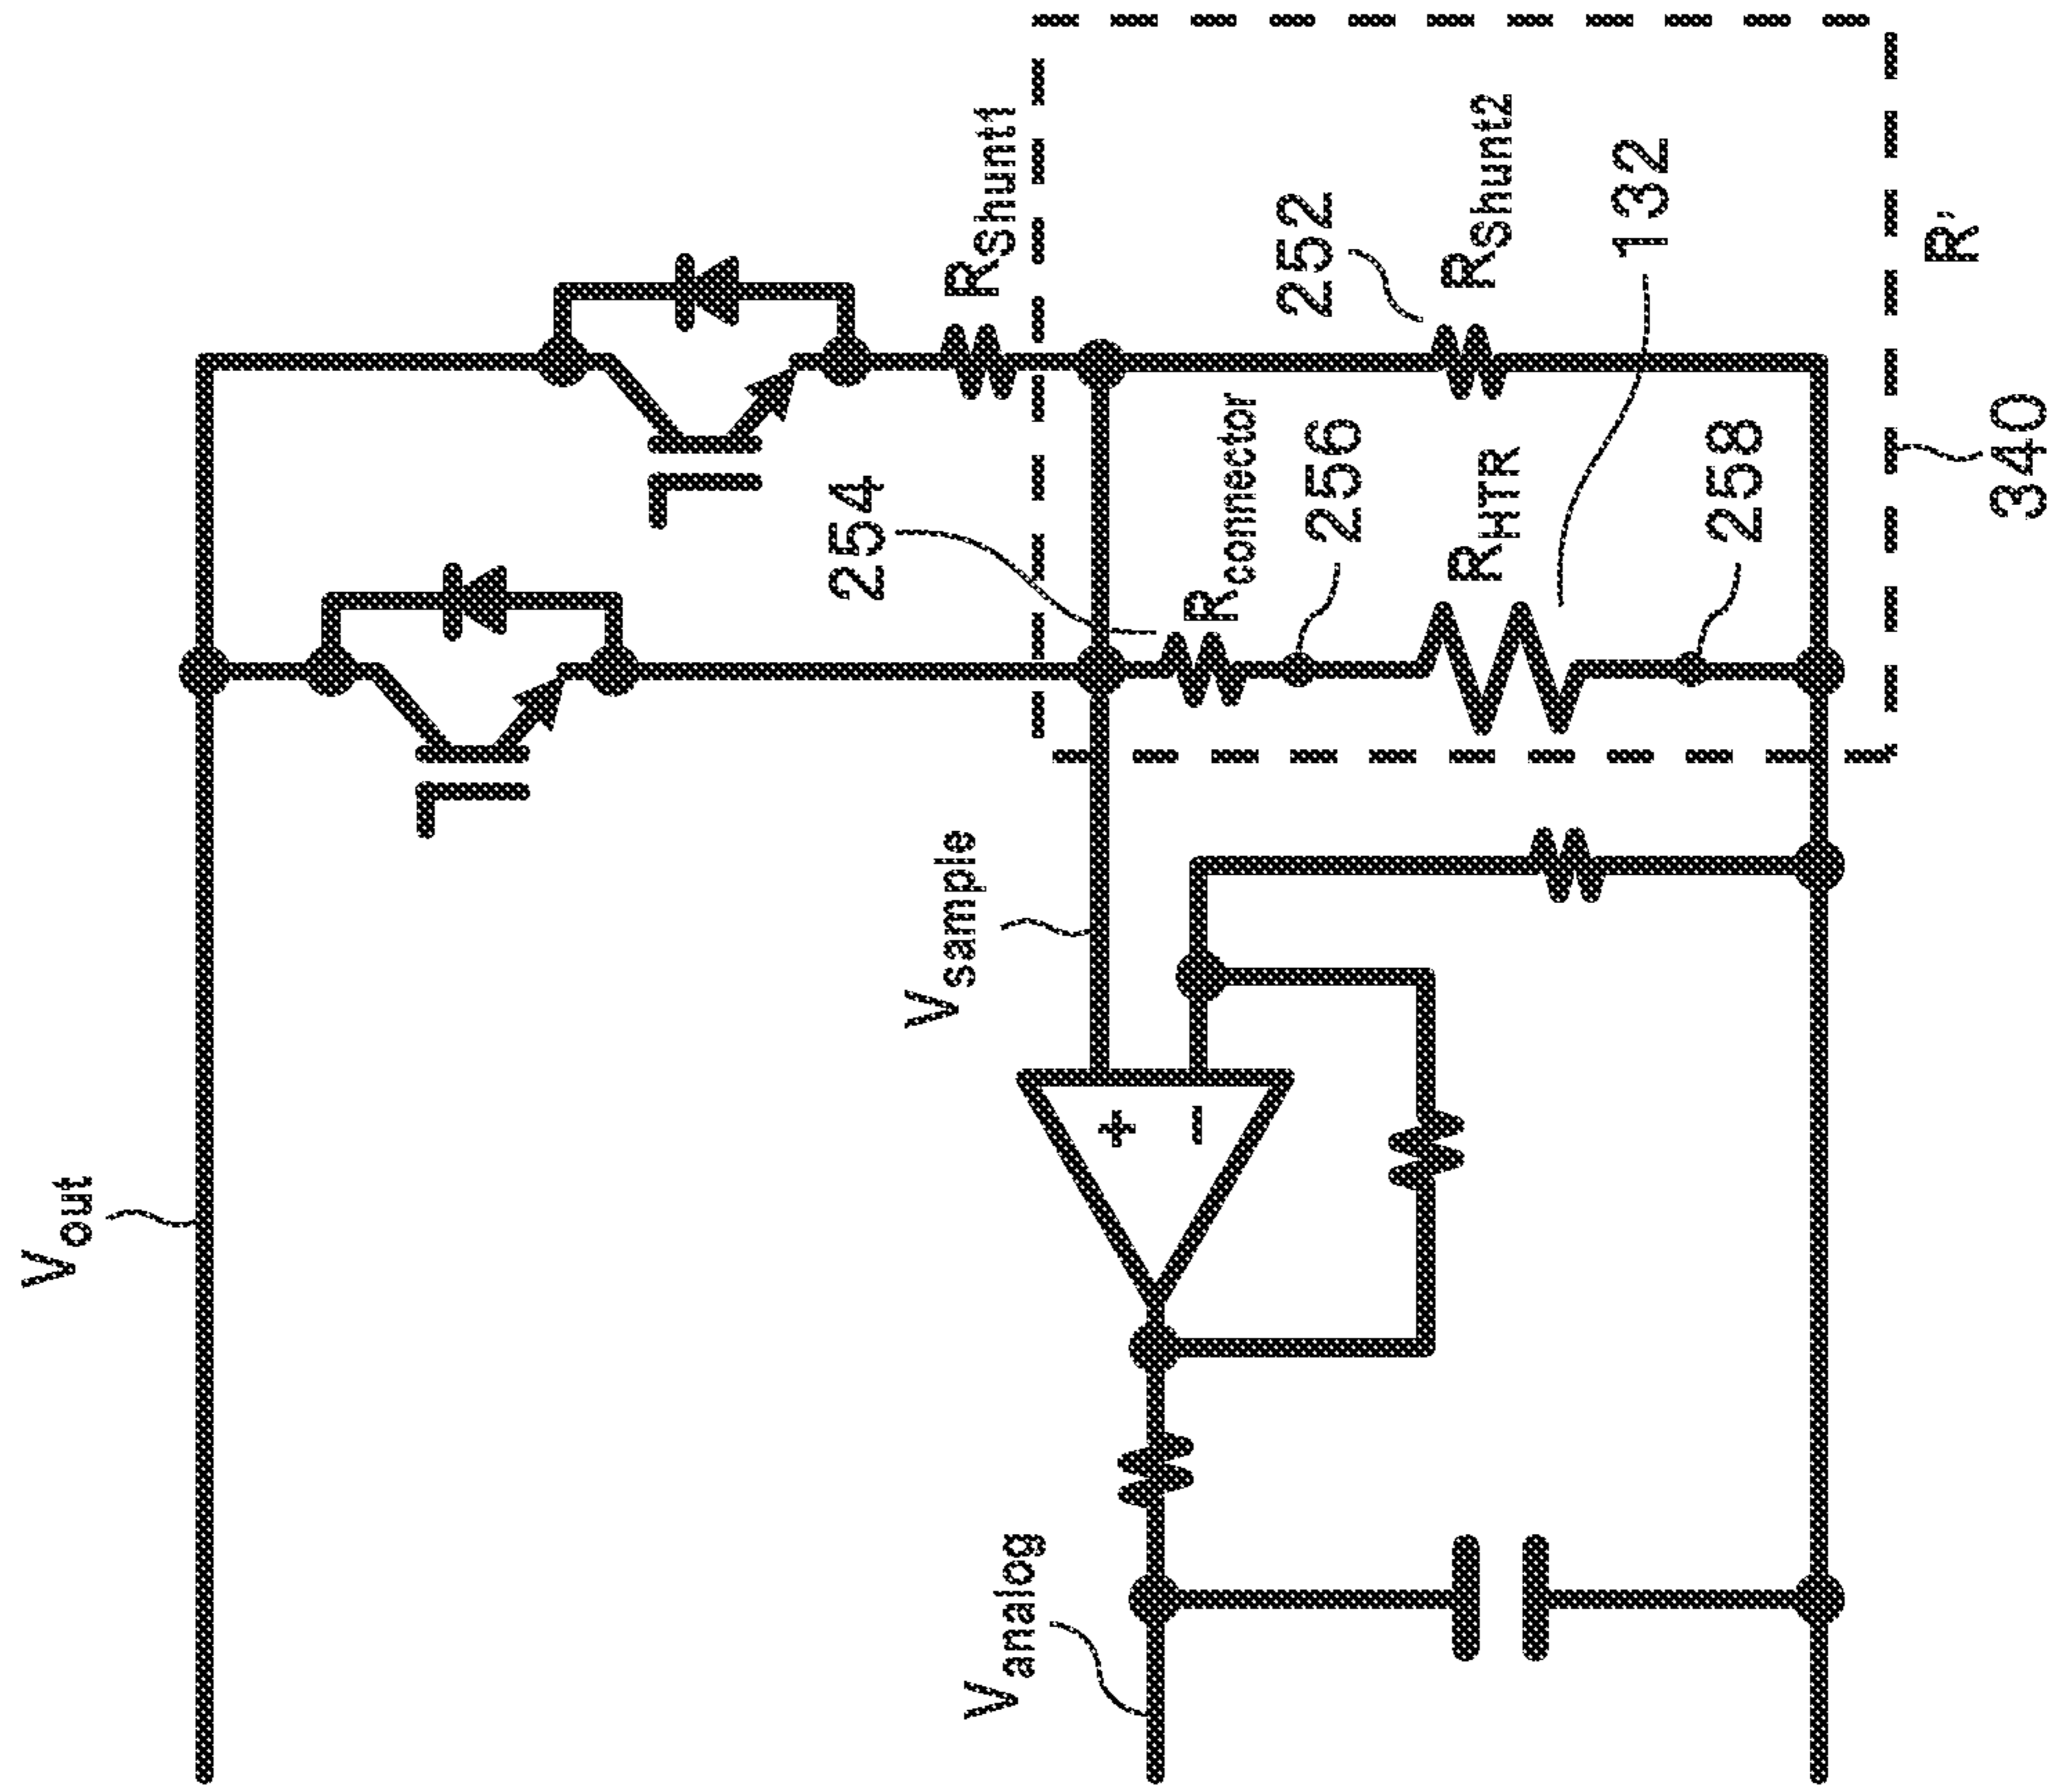 Vout
RShunt1
254
252
Rconnector
RShunt2
256
132
RHTR
258
Vsample
+
−
Vanalog
R'
340